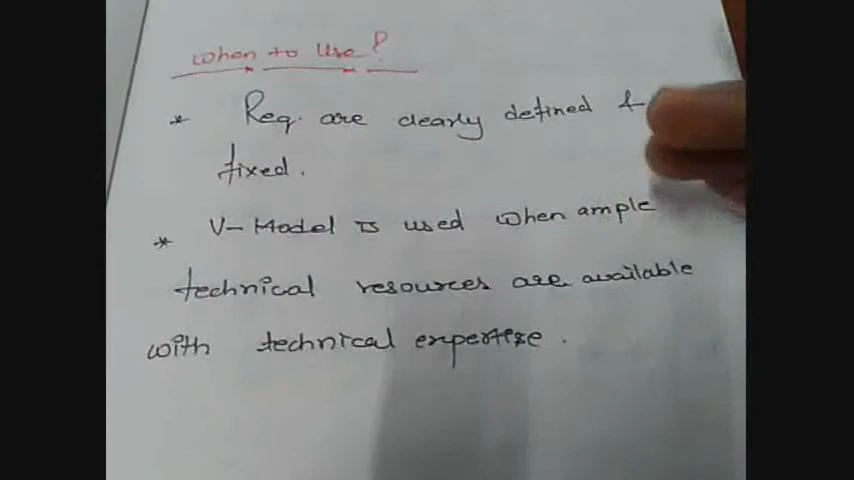 When to Use?
* Req. are clearly defined &
fixed.
* V-Model is used when ample
technical resources are available
with technical expertise.